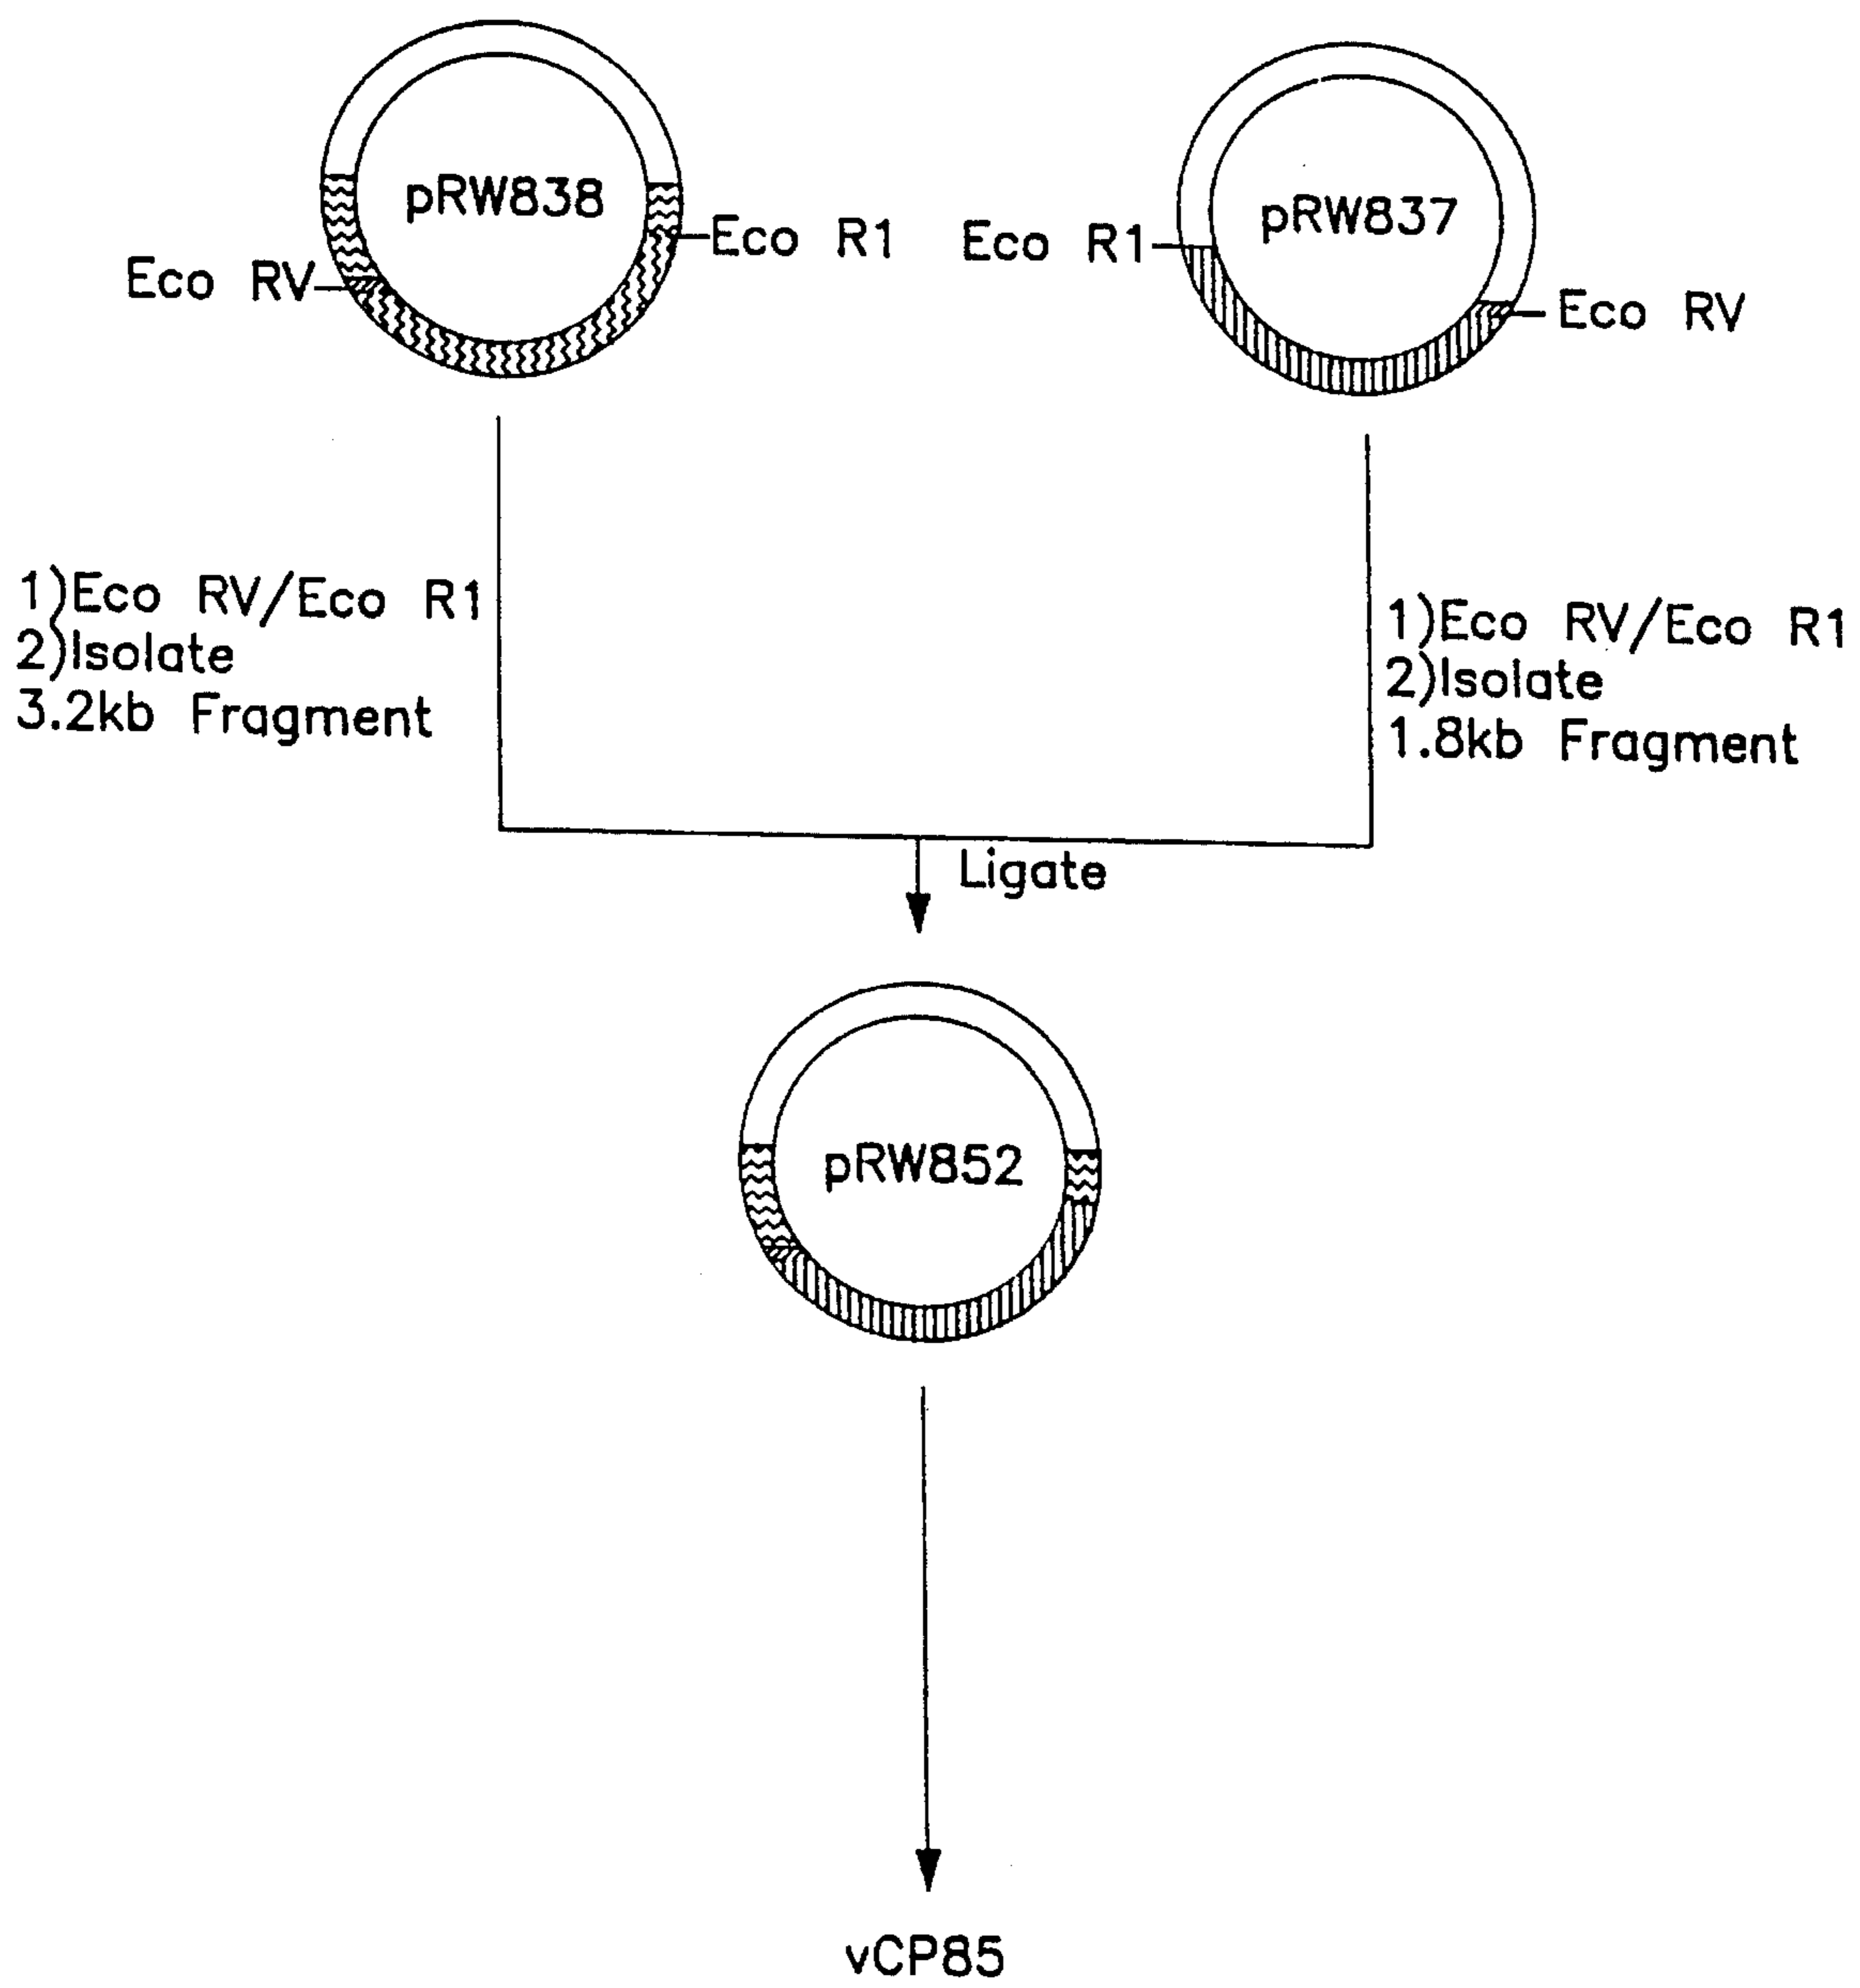 pRW838
pRW837
Eco R1
Eco R1
Eco RV
Eco RV
1)Eco RV/Eco R1
2)Isolate
3.2kb Fragment
1)Eco RV/Eco R1
2)Isolate
1.8kb Fragment
Ligate
pRW852
vCP85